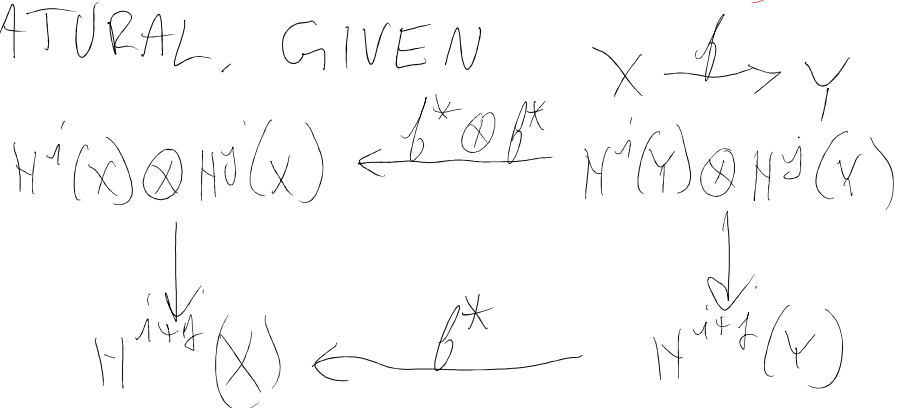 ATURAL, GIVEN
X → Y
f
f* ⊗ f*
H^i(X) ⊗ H^j(X) ← H^i(Y) ⊗ H^j(Y)
f*
H^{i+j}(X) ← H^{i+j}(Y)